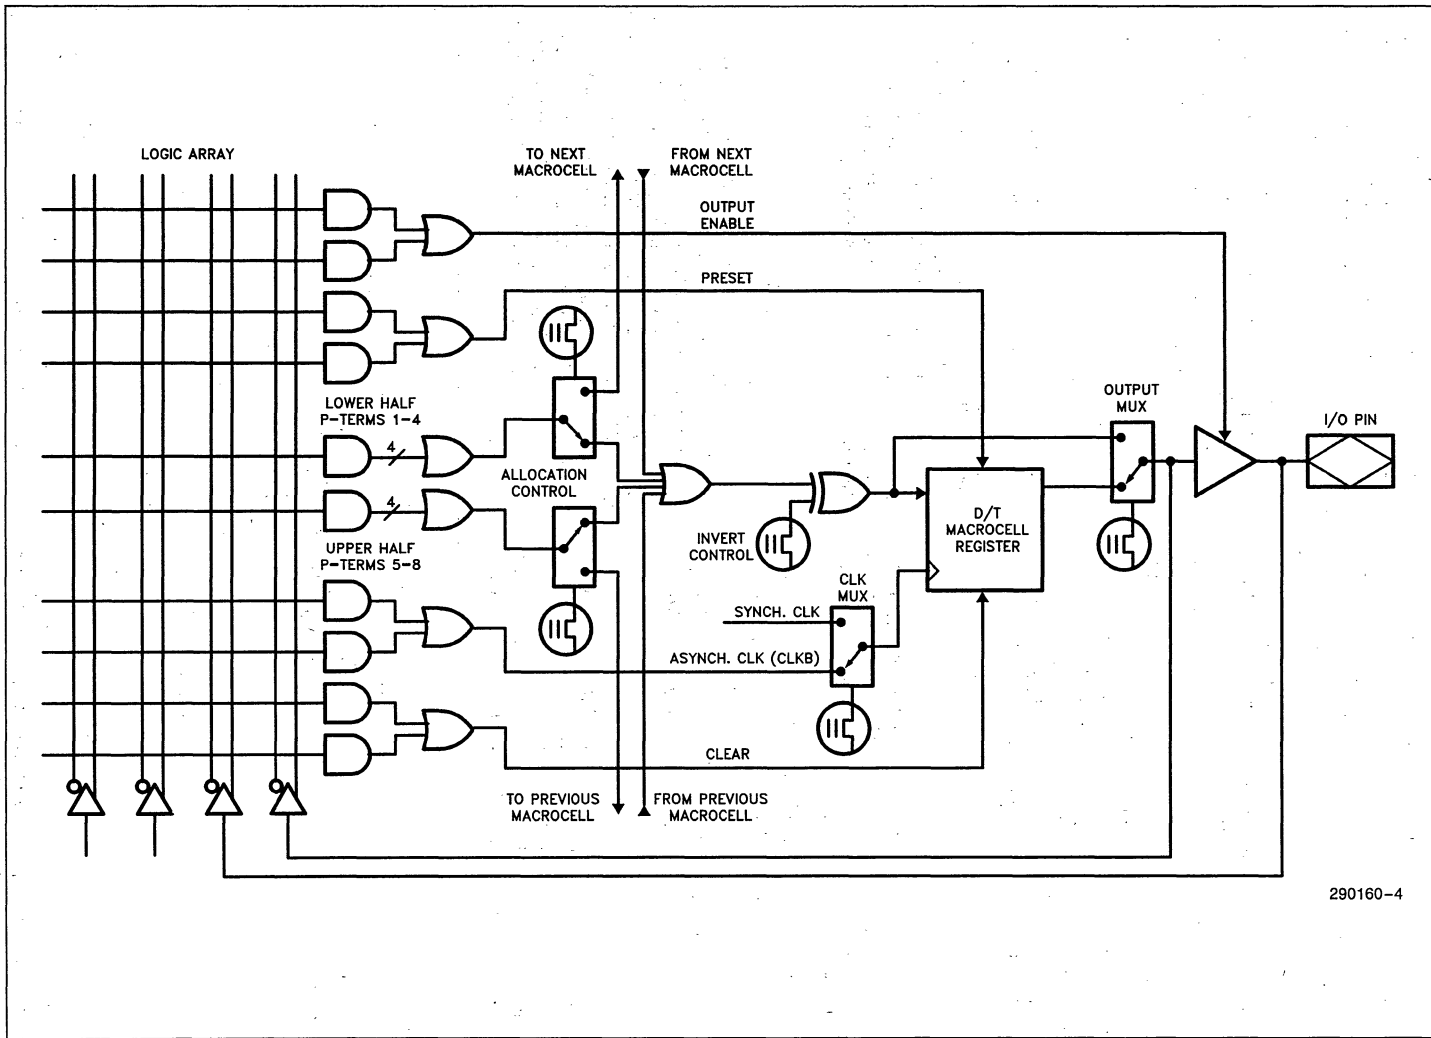 LOGIC ARRAY
TO NEXT
MACROCELL
FROM NEXT
MACROCELL
OUTPUT
ENABLE
PRESET
LOWER HALF
P-TERMS 1-4
4
ALLOCATION
CONTROL
4
UPPER HALF
P-TERMS 5-8
INVERT
CONTROL
D/T
MACROCELL
REGISTER
OUTPUT
MUX
I/O PIN
CLK
MUX
SYNCH. CLK
ASYNCH. CLK (CLKB)
CLEAR
TO PREVIOUS
MACROCELL
FROM PREVIOUS
MACROCELL
290160-4